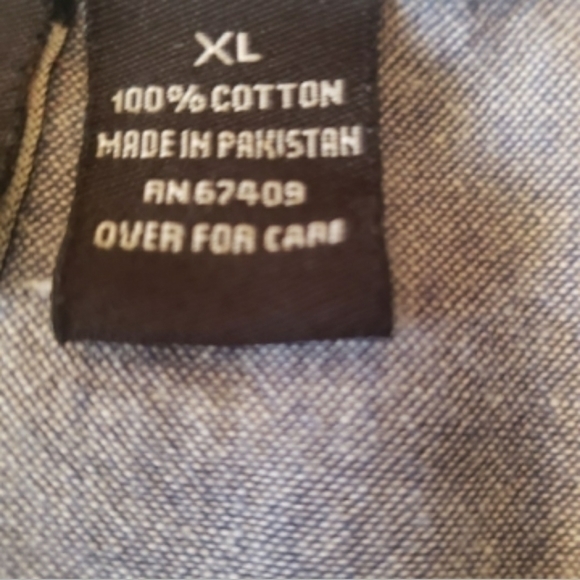 XL
100% COTTON
MADE IN PAKISTAN
RN 67409
OVER FOR CARE